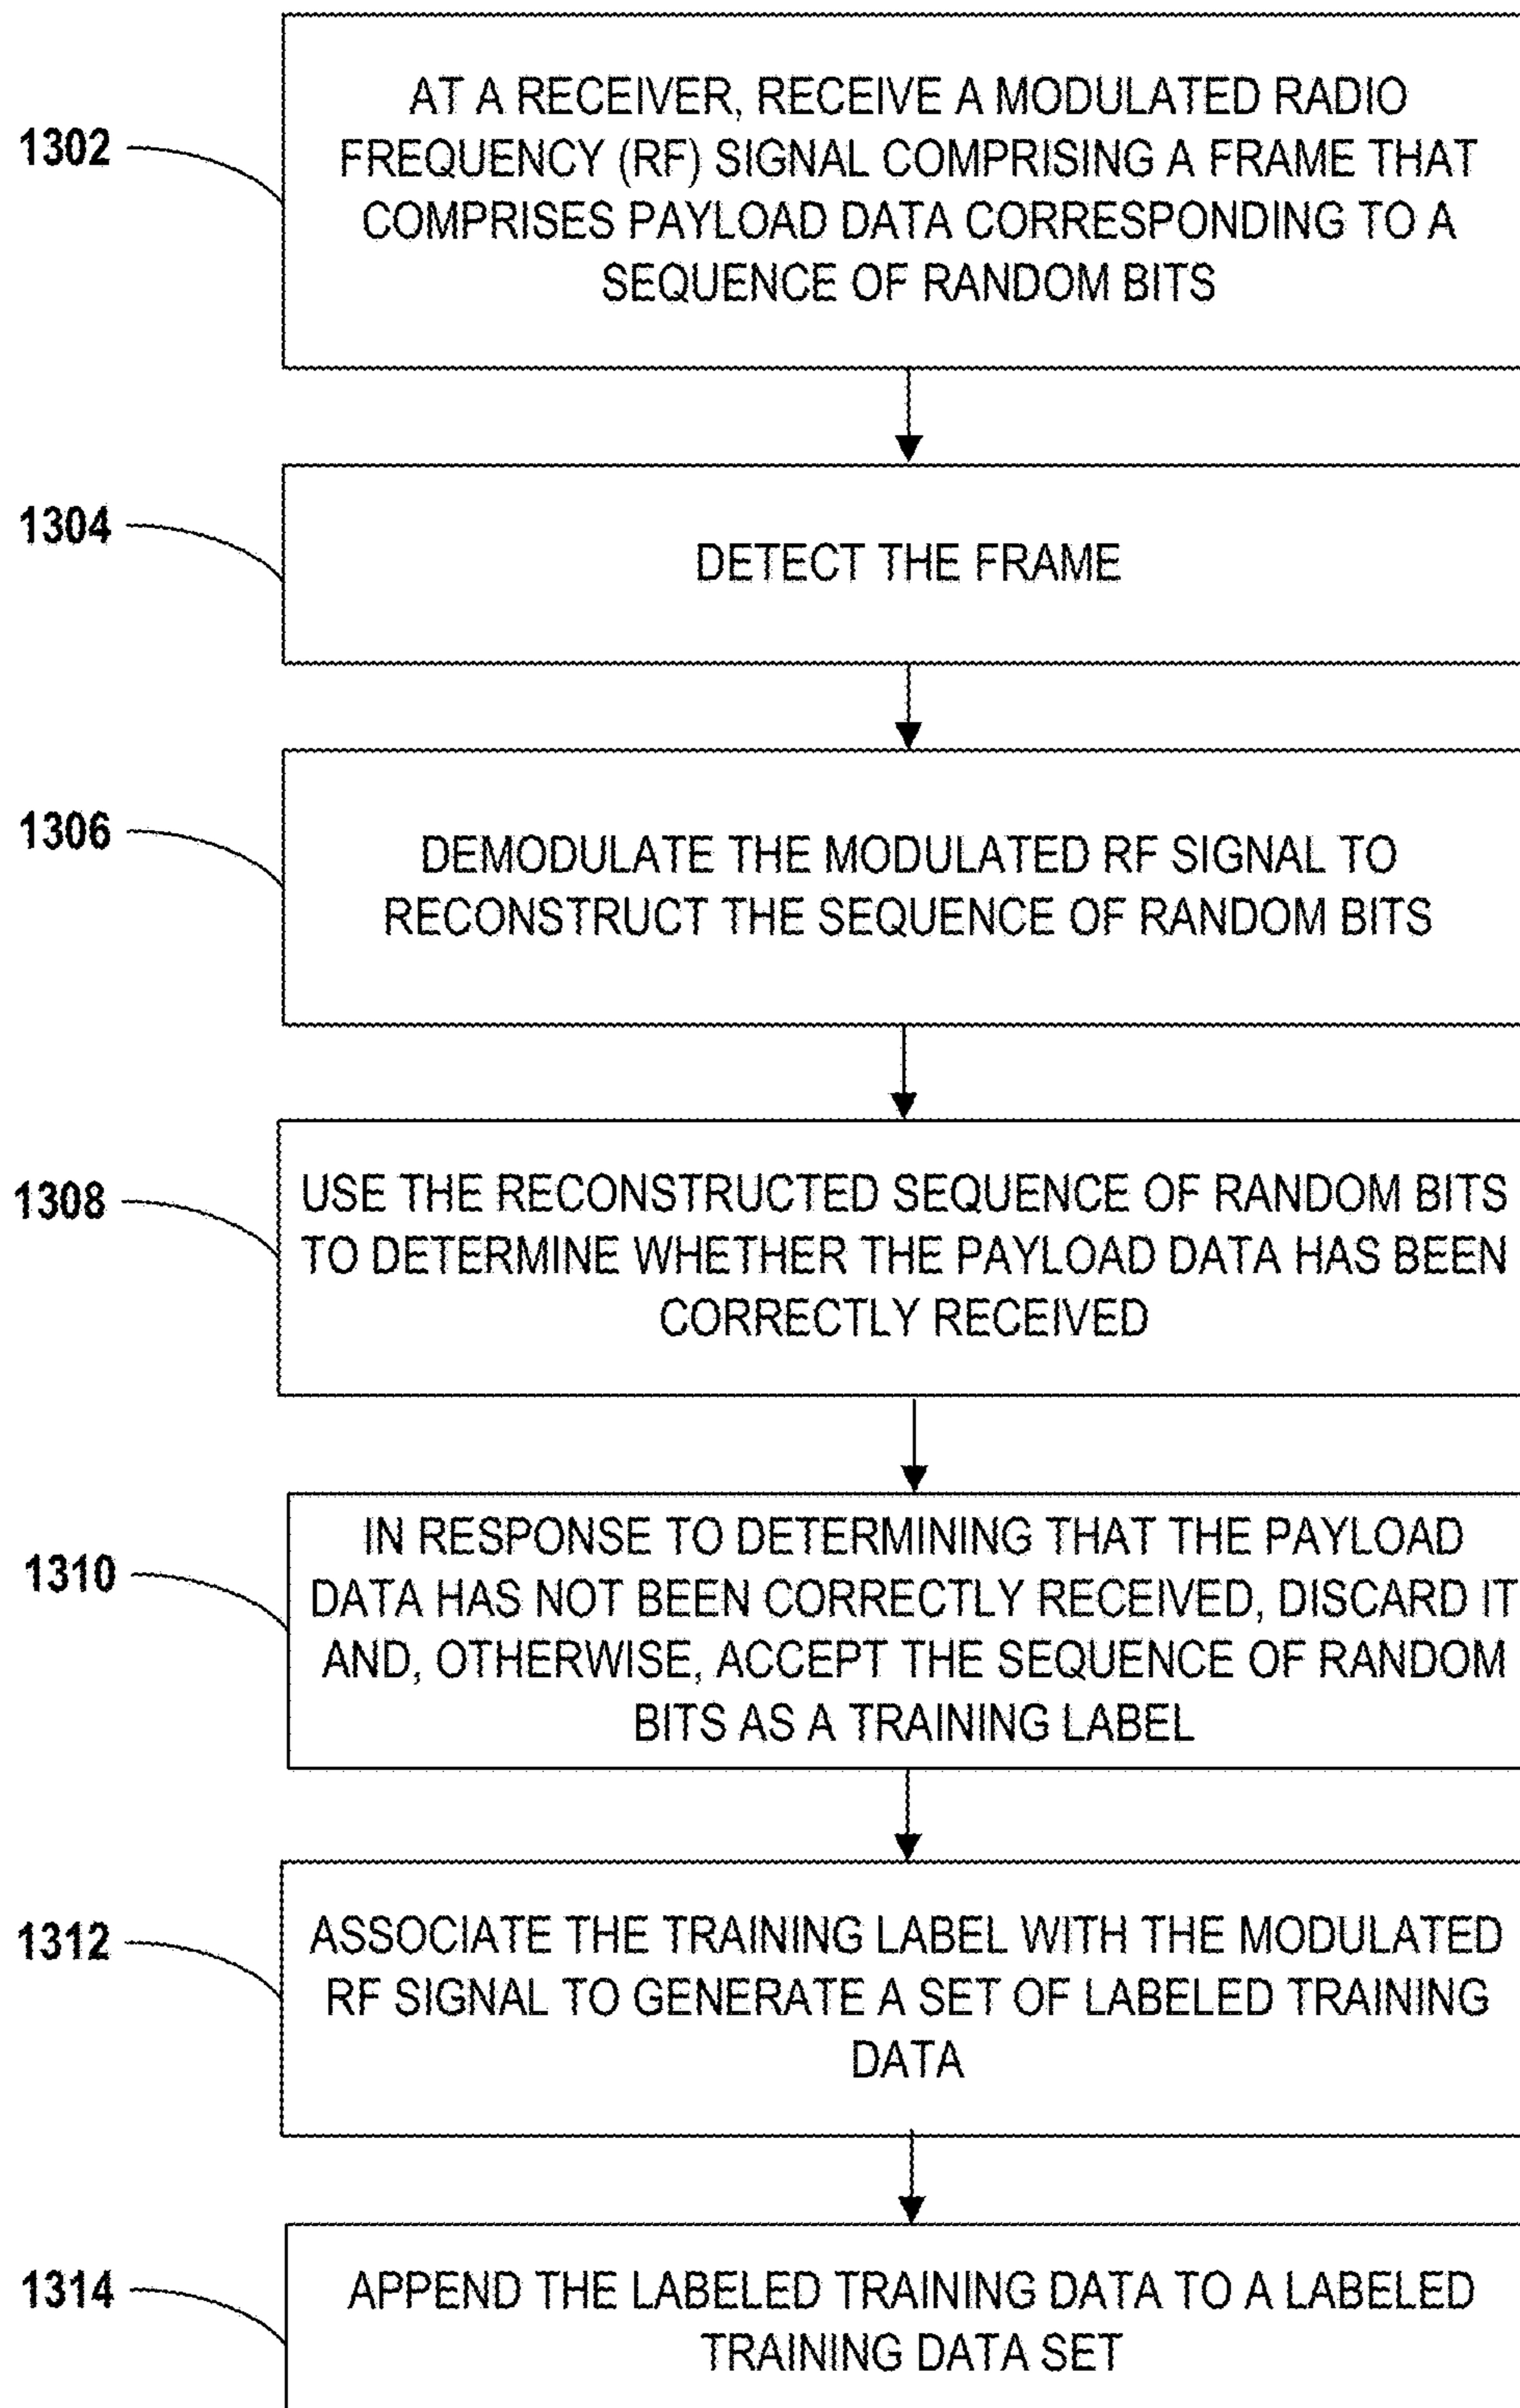 1302
AT A RECEIVER, RECEIVE A MODULATED RADIO
FREQUENCY (RF) SIGNAL COMPRISING A FRAME THAT
COMPRISES PAYLOAD DATA CORRESPONDING TO A
SEQUENCE OF RANDOM BITS
1304
DETECT THE FRAME
1306
DEMODULATE THE MODULATED RF SIGNAL TO
RECONSTRUCT THE SEQUENCE OF RANDOM BITS
1308
USE THE RECONSTRUCTED SEQUENCE OF RANDOM BITS
TO DETERMINE WHETHER THE PAYLOAD DATA HAS BEEN
CORRECTLY RECEIVED
1310
IN RESPONSE TO DETERMINING THAT THE PAYLOAD
DATA HAS NOT BEEN CORRECTLY RECEIVED, DISCARD IT
AND, OTHERWISE, ACCEPT THE SEQUENCE OF RANDOM
BITS AS A TRAINING LABEL
1312
ASSOCIATE THE TRAINING LABEL WITH THE MODULATED
RF SIGNAL TO GENERATE A SET OF LABELED TRAINING
DATA
1314
APPEND THE LABELED TRAINING DATA TO A LABELED
TRAINING DATA SET